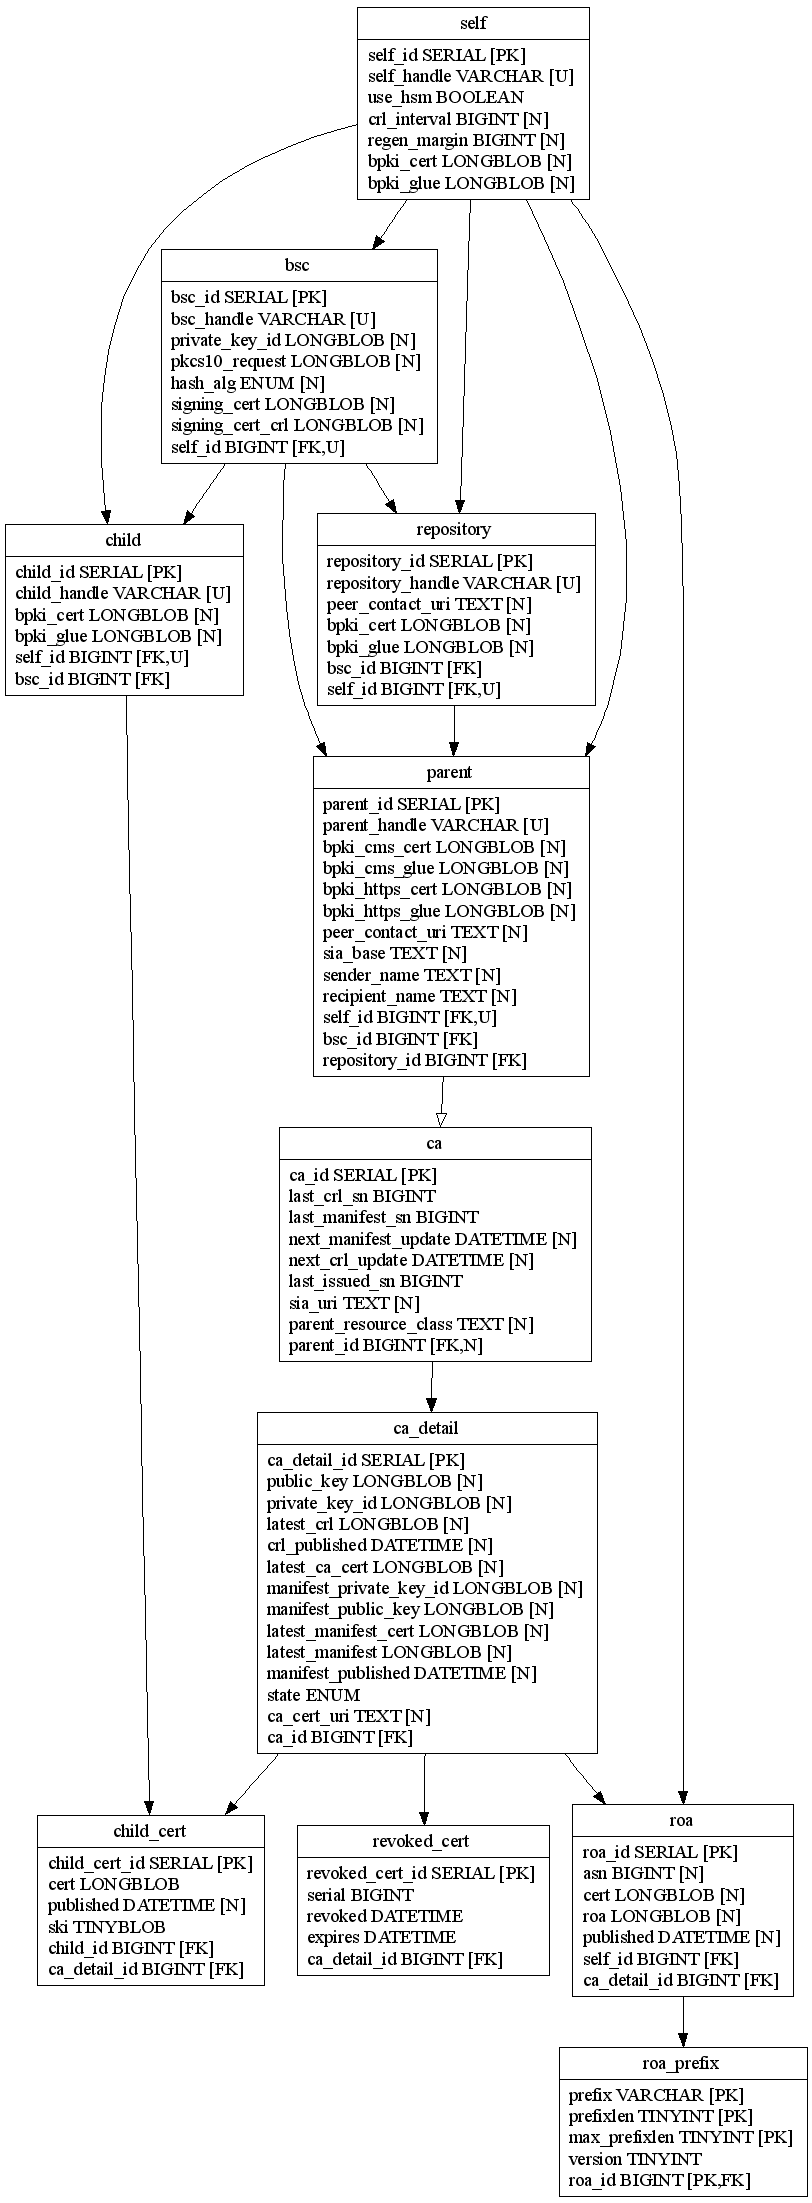 self
self_id SERIAL [PK]
self_handle VARCHAR [U]
use_hsm BOOLEAN
crl_interval BIGINT [N]
regen_margin BIGINT [N]
bpki_cert LONGBLOB [N]
bpki_glue LONGBLOB [N]
bsc
bsc_id SERIAL [PK]
bsc_handle VARCHAR [U]
private_key_id LONGBLOB [N]
pkcs10_request LONGBLOB [N]
hash_alg ENUM [N]
signing_cert LONGBLOB [N]
signing_cert_crl LONGBLOB [N]
self_id BIGINT [FK,U]
child
child_id SERIAL [PK]
child_handle VARCHAR [U]
bpki_cert LONGBLOB [N]
bpki_glue LONGBLOB [N]
self_id BIGINT [FK,U]
bsc_id BIGINT [FK]
repository
repository_id SERIAL [PK]
repository_handle VARCHAR [U]
peer_contact_uri TEXT [N]
bpki_cert LONGBLOB [N]
bpki_glue LONGBLOB [N]
bsc_id BIGINT [FK]
self_id BIGINT [FK,U]
parent
parent_id SERIAL [PK]
parent_handle VARCHAR [U]
bpki_cms_cert LONGBLOB [N]
bpki_cms_glue LONGBLOB [N]
bpki_https_cert LONGBLOB [N]
bpki_https_glue LONGBLOB [N]
peer_contact_uri TEXT [N]
sia_base TEXT [N]
sender_name TEXT [N]
recipient_name TEXT [N]
self_id BIGINT [FK,U]
bsc_id BIGINT [FK]
repository_id BIGINT [FK]
ca
ca_id SERIAL [PK]
last_crl_sn BIGINT
last_manifest_sn BIGINT
next_manifest_update DATETIME [N]
next_crl_update DATETIME [N]
last_issued_sn BIGINT
sia_uri TEXT [N]
parent_resource_class TEXT [N]
parent_id BIGINT [FK,N]
ca_detail
ca_detail_id SERIAL [PK]
public_key LONGBLOB [N]
private_key_id LONGBLOB [N]
latest_crl LONGBLOB [N]
crl_published DATETIME [N]
latest_ca_cert LONGBLOB [N]
manifest_private_key_id LONGBLOB [N]
manifest_public_key LONGBLOB [N]
latest_manifest_cert LONGBLOB [N]
latest_manifest LONGBLOB [N]
manifest_published DATETIME [N]
state ENUM
ca_cert_uri TEXT [N]
ca_id BIGINT [FK]
child_cert
child_cert_id SERIAL [PK]
cert LONGBLOB
published DATETIME [N]
ski TINYBLOB
child_id BIGINT [FK]
ca_detail_id BIGINT [FK]
revoked_cert
revoked_cert_id SERIAL [PK]
serial BIGINT
revoked DATETIME
expires DATETIME
ca_detail_id BIGINT [FK]
roa
roa_id SERIAL [PK]
asn BIGINT [N]
cert LONGBLOB [N]
roa LONGBLOB [N]
published DATETIME [N]
self_id BIGINT [FK]
ca_detail_id BIGINT [FK]
roa_prefix
prefix VARCHAR [PK]
prefixlen TINYINT [PK]
max_prefixlen TINYINT [PK]
version TINYINT
roa_id BIGINT [PK,FK]